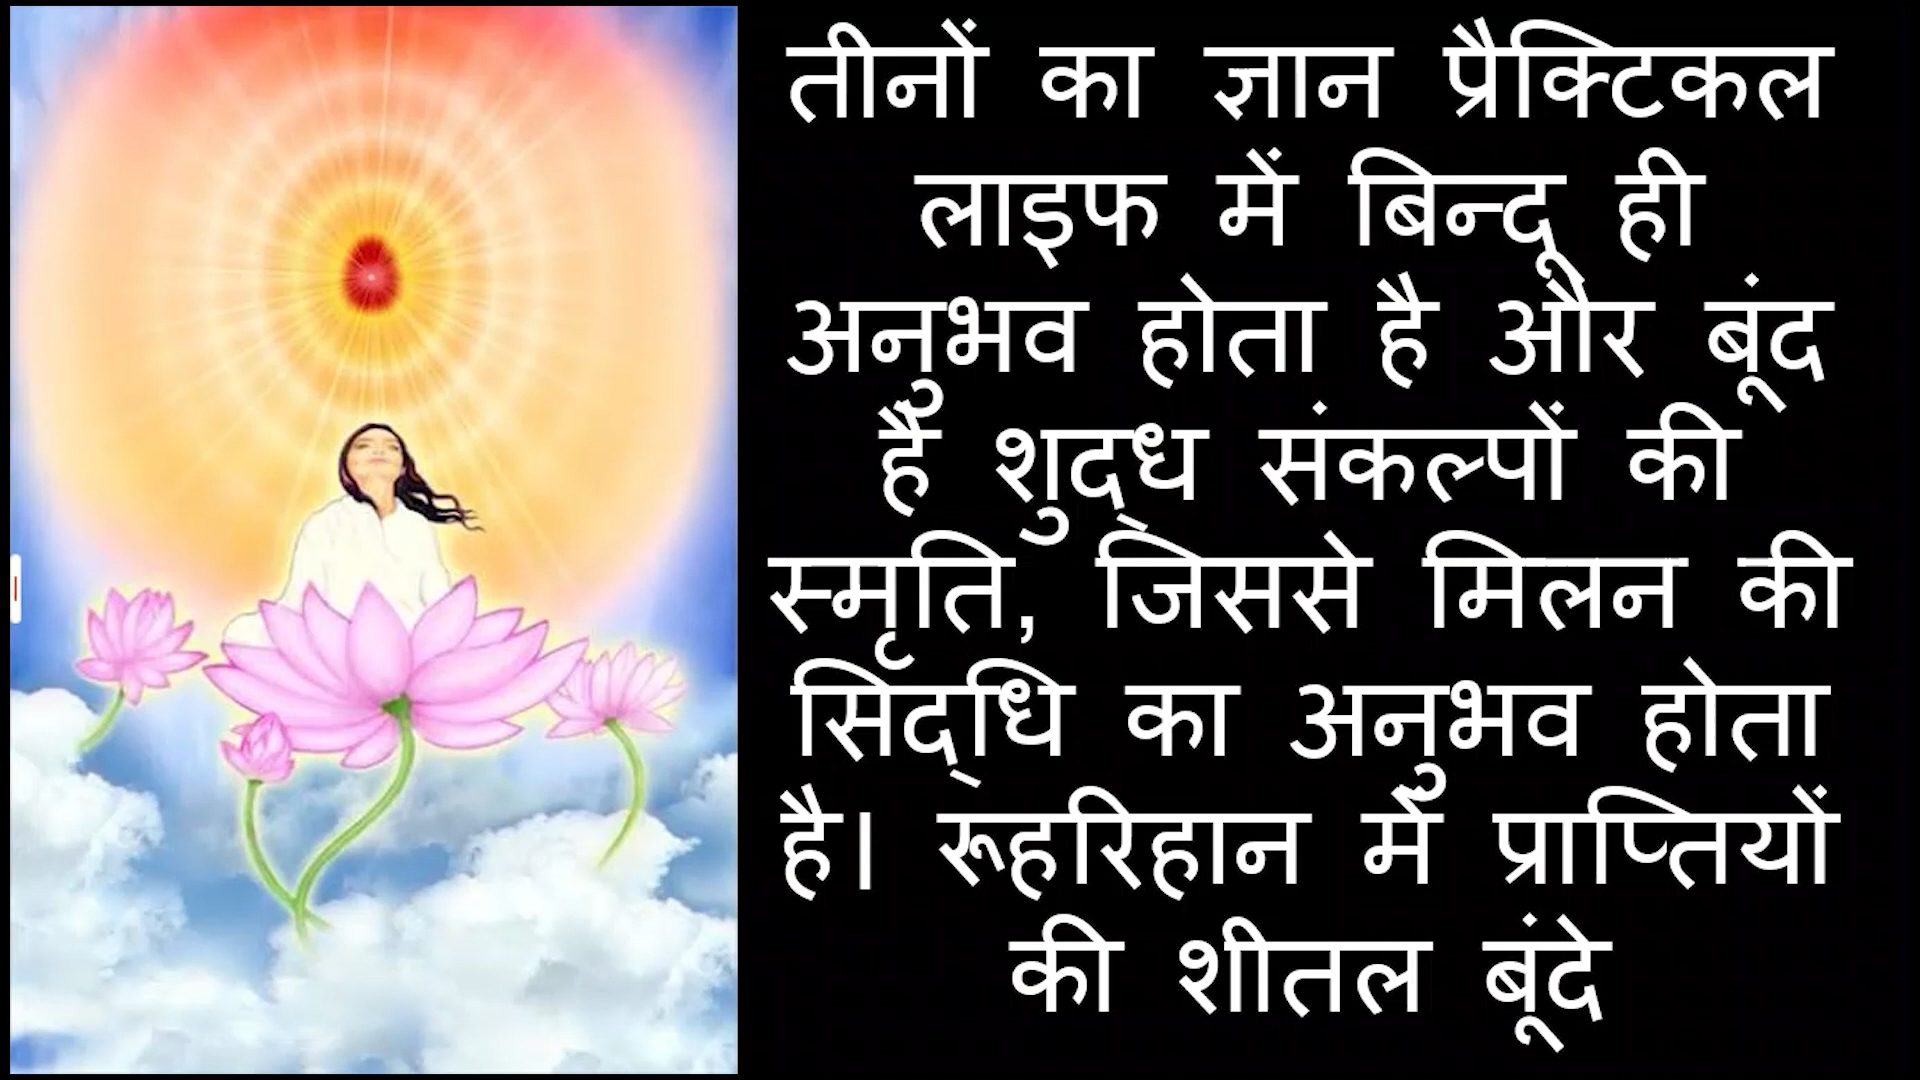 तीनों का ज्ञान प्रैक्टिकल
लाइफ में बिन्दू ही
अनुभव होता है और बूंद
हैं शुद्ध संकल्पों की
स्मृति, जिससे मिलन की
सिद्धि का अनुभव होता
है। रूहरिहान में प्राप्तियों
की शीतल बूंदे